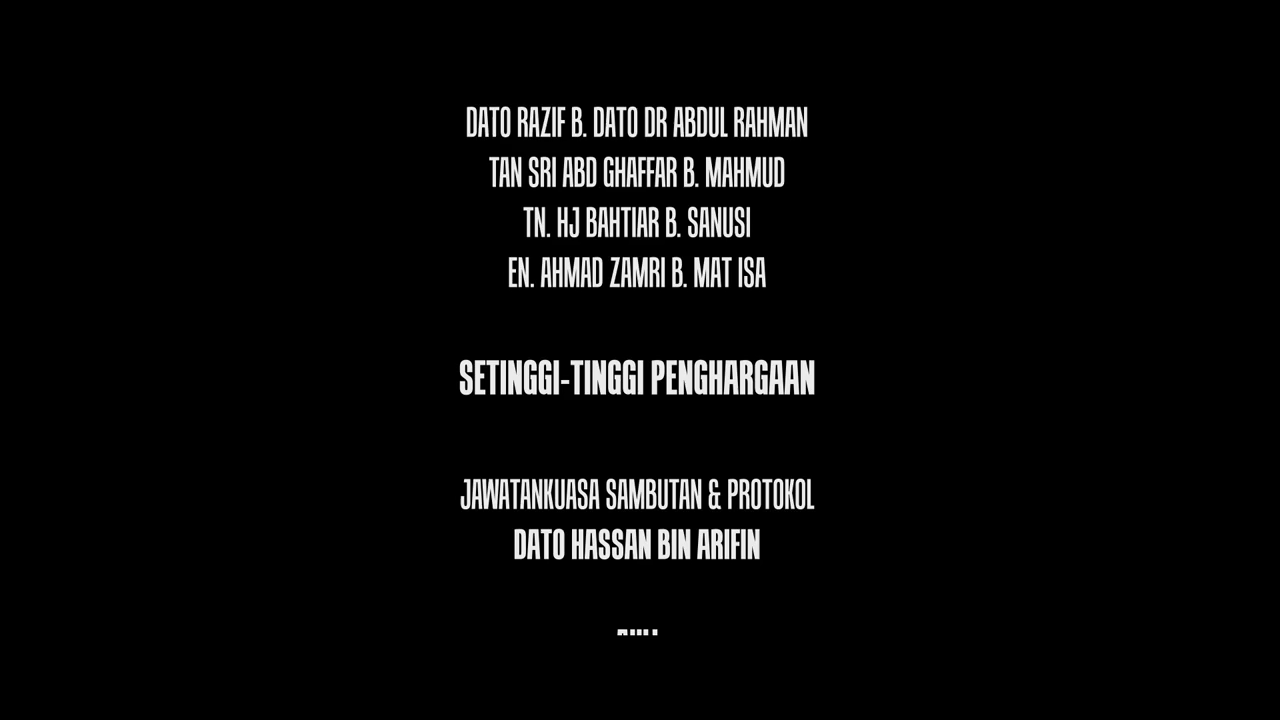 DATO RAZIF B. DATO DR ABDUL RAHMAN
TAN SRI ABD GHAFFAR B. MAHMUD
TN. HJ BAHTIAR B. SANUSI
EN. AHMAD ZAMRI B. MAT ISA
SETINGGI-TINGGI PENGHARGAAN
JAWATANKUASA SAMBUTAN & PROTOKOL
DATO HASSAN BIN ARIFIN